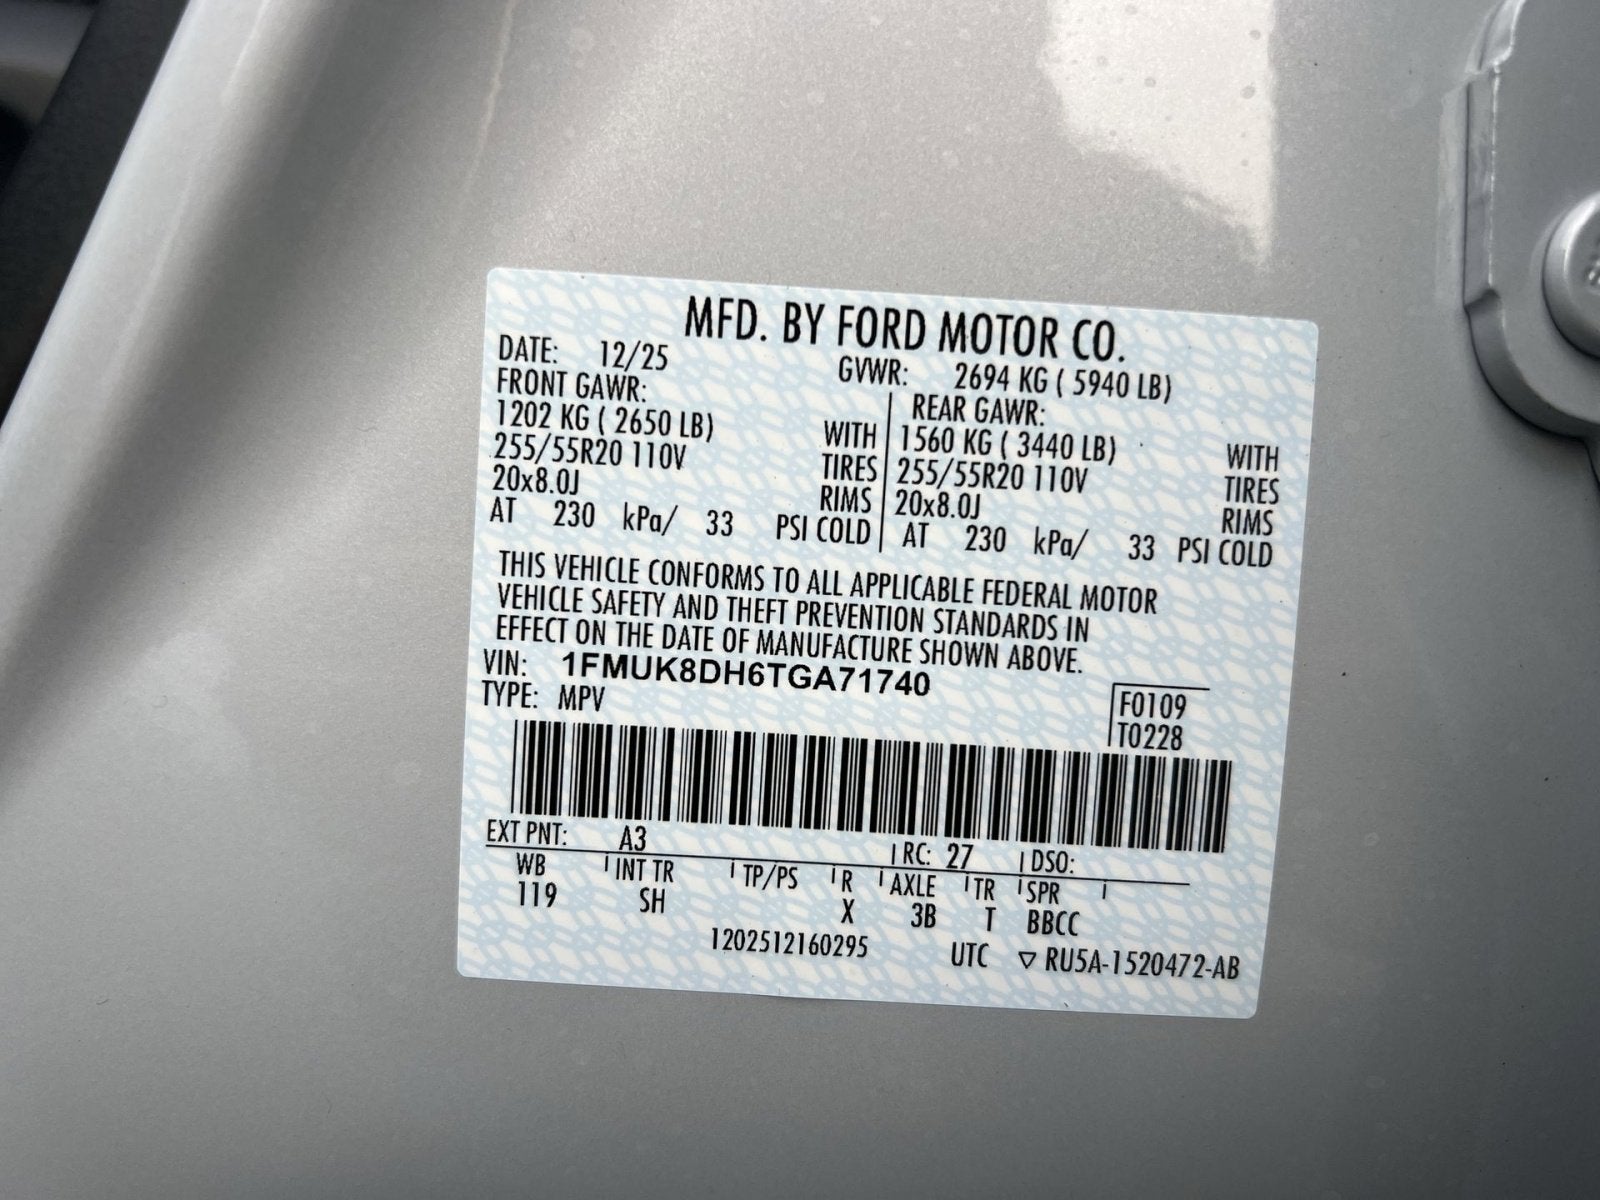 MFD. BY FORD MOTOR CO.
DATE: 12/25 GVWR: 2694 KG ( 5940 LB)
FRONT GAWR: REAR GAWR:
1202 KG ( 2650 LB) WITH 1560 KG ( 3440 LB) WITH
255/55R20 110V TIRES 255/55R20 110V TIRES
20x8.0J RIMS 20x8.0J RIMS
AT 230 kPa/ 33 PSI COLD AT 230 kPa/ 33 PSI COLD
THIS VEHICLE CONFORMS TO ALL APPLICABLE FEDERAL MOTOR
VEHICLE SAFETY AND THEFT PREVENTION STANDARDS IN
EFFECT ON THE DATE OF MANUFACTURE SHOWN ABOVE.
VIN: 1FMUK8DH6TGA71740
TYPE: MPV F0109
T0228
EXT PNT: A3 RC: 27 DSO:
WB INT TR TP/PS R AXLE TR SPR
119 SH X 3B T BBCC
1202512160295 UTC ▽ RU5A-1520472-AB